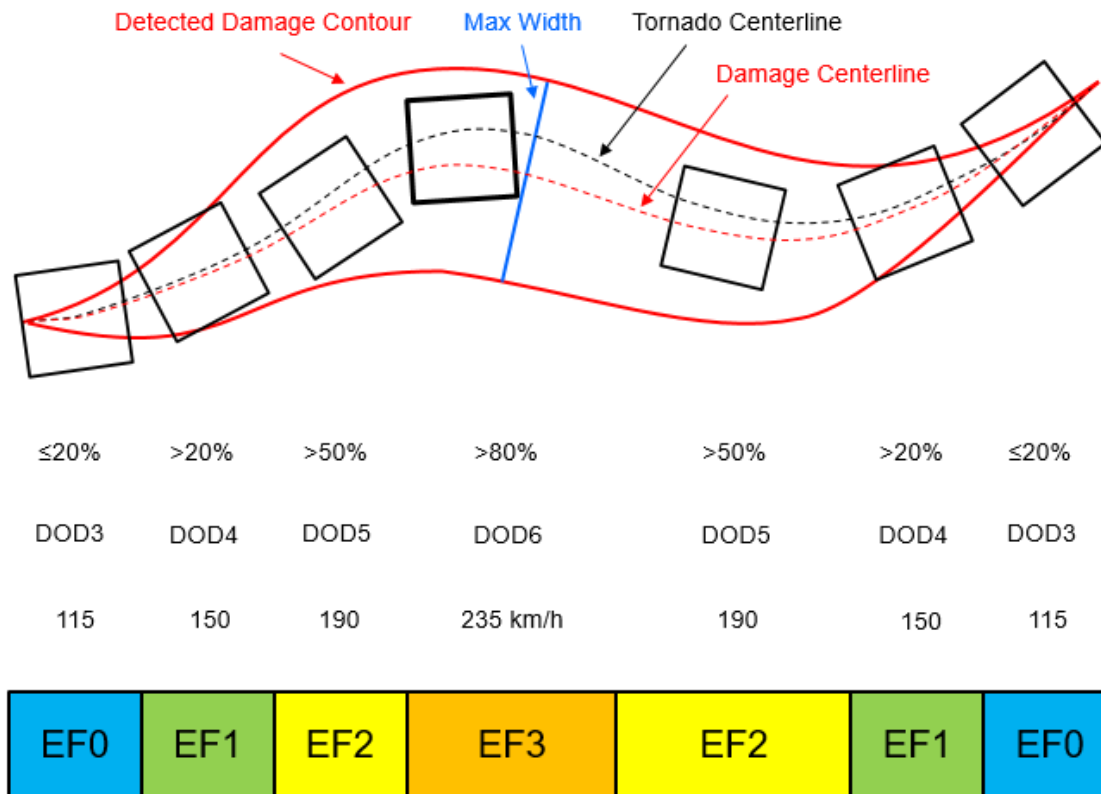 Detected Damage Contour Max Width Tornado Centerline
Damage Centerline
≤20% >20% >50% >80% >50% >20% ≤20%
DOD3 DOD4 DOD5 DOD6 DOD5 DOD4 DOD3
115 150 190 235 km/h 190 150 115
EF0 EF1 EF2 EF3 EF2 EF1 EF0